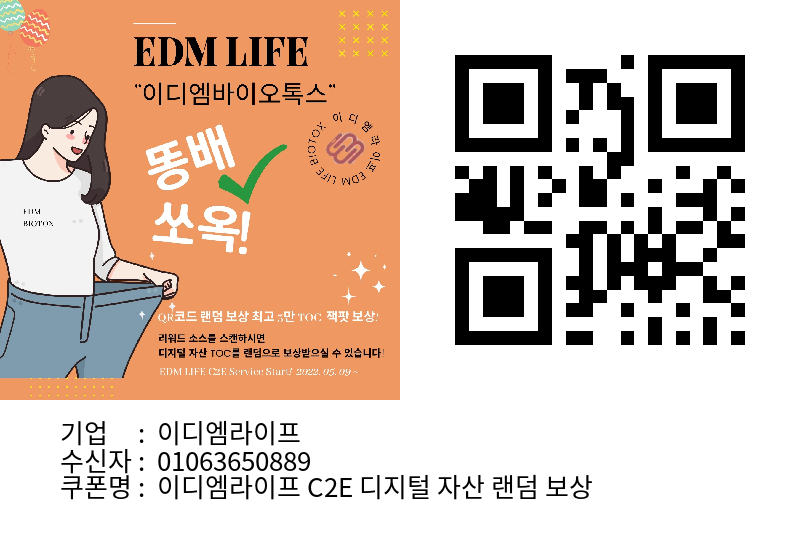 EDM LIFE
"이디엠바이오톡스"
이디엠라이프 EDM LIFE BIOTOX
똥배
쏘옥!
EDM
BIOTOX
QR코드 랜덤 보상 최고 5만 TOC 잭팟 보상!
리워드 소스를 스캔하시면
디지털 자산 TOC를 랜덤으로 보상받으실 수 있습니다!
EDM LIFE C2E Service Start! 2022. 05. 09 ~
기업 : 이디엠라이프
수신자 : 01063650889
쿠폰명 : 이디엠라이프 C2E 디지털 자산 랜덤 보상